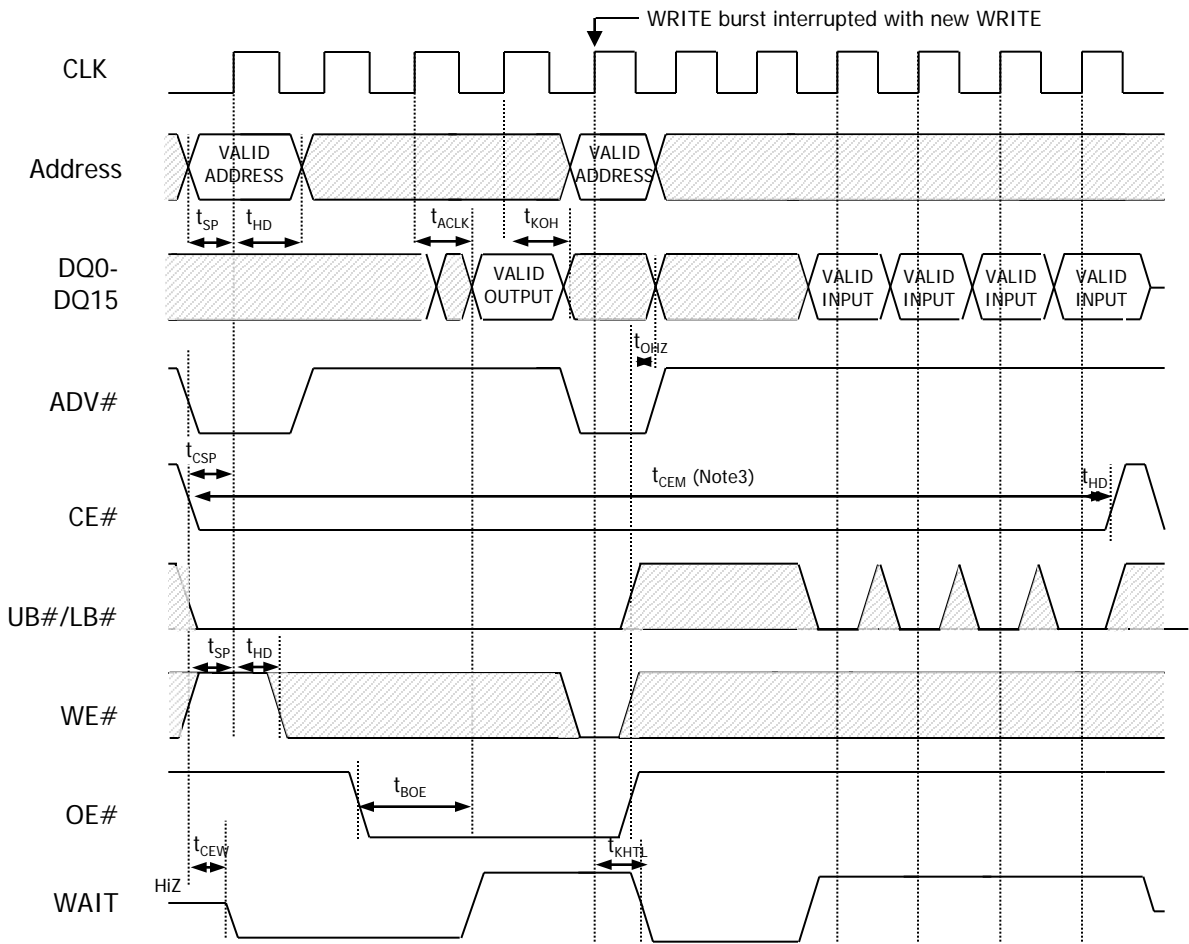 WRITE burst interrupted with new WRITE
CLK
Address
VALID
ADDRESS
VALID
ADDRESS
tSP
tHD
tACLK
tKOH
DQ0-
DQ15
VALID
OUTPUT
VALID
INPUT
VALID
INPUT
VALID
INPUT
VALID
INPUT
tOHZ
ADV#
tCSP
tCEM (Note3)
tHD
CE#
UB#/LB#
tSP
tHD
WE#
tBOE
OE#
tCEW
tKHTL
HiZ
WAIT